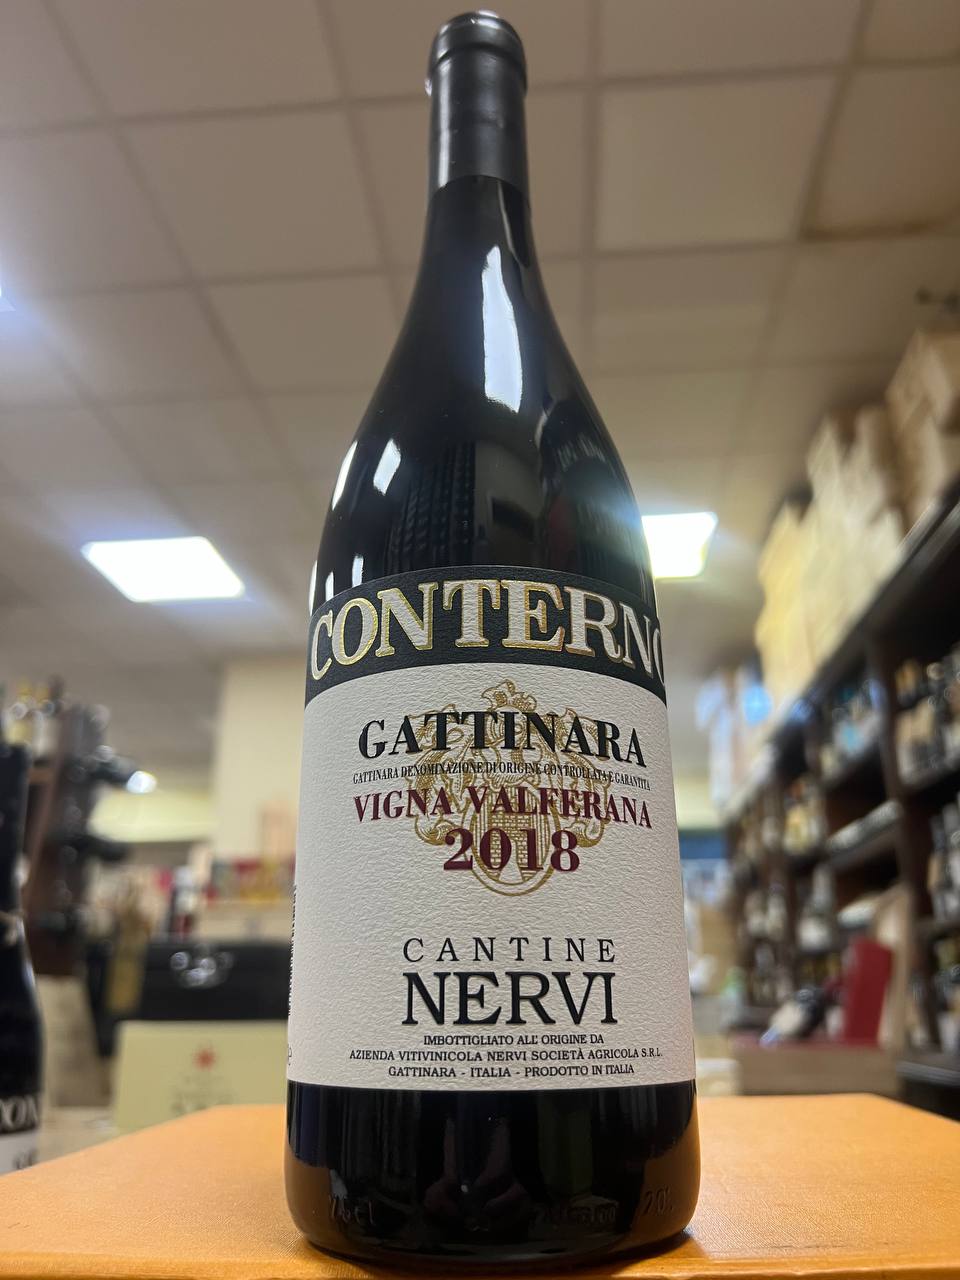 CONTERNO
GATTINARA
GATTINARA DENOMINAZIONE DI ORIGINE CONTROLLATA E GARANTITA
VIGNA VALFERANA
2018
CANTINE
NERVI
IMBOTTIGLIATO ALL' ORIGINE DA
AZIENDA VITIVINICOLA NERVI SOCIETÀ AGRICOLA S.R.L.
GATTINARA - ITALIA - PRODOTTO IN ITALIA